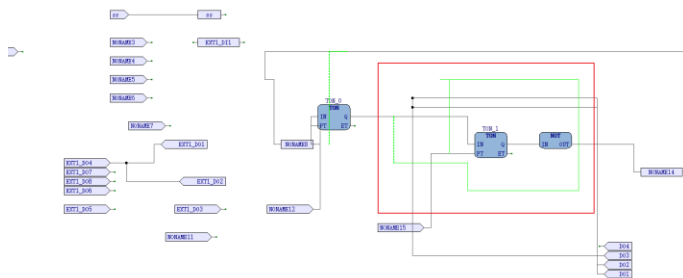 ss ss
NONAME3 EXT1_DI1
NONAME4
NONAME5
NONAME6
NONAME7
TON_0
TON
IN Q
PT ET
TON_1
TON
IN Q
PT ET
NOT
IN OUT
NONAME8
EXT1_DO1
EXT1_DO4
EXT1_DO7
EXT1_DO8
EXT1_DO6
EXT1_DO2
NONAME14
EXT1_DO5
EXT1_DO3
NONAME12
NONAME15
NONAME11
DO4
DO3
DO2
DO1